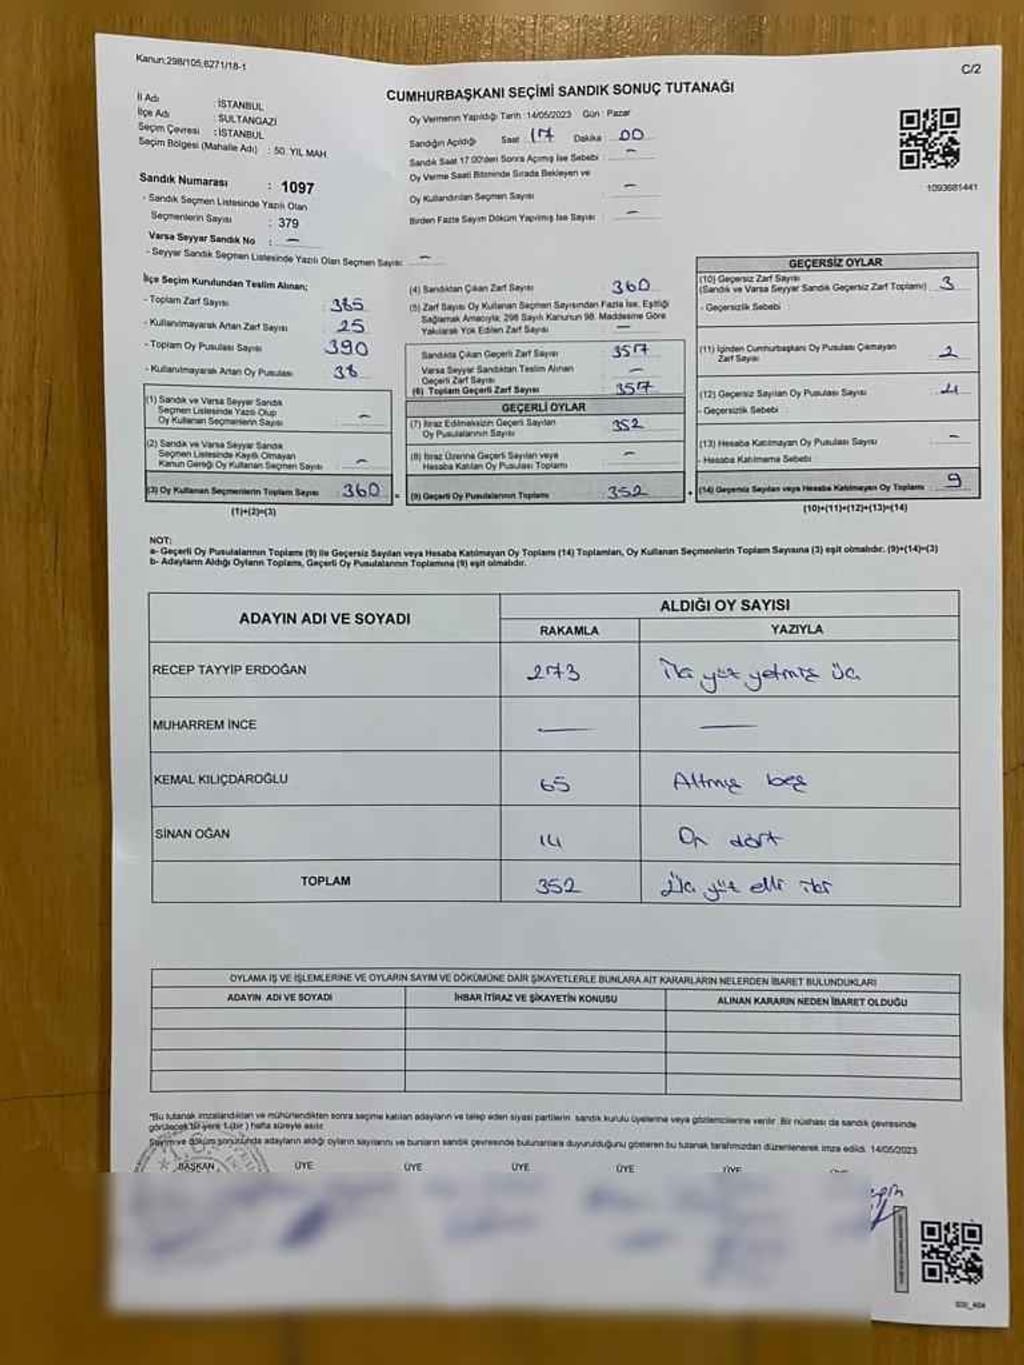 Kanun:298/105,6271/18-1
C/2
CUMHURBAŞKANI SEÇİMİ SANDIK SONUÇ TUTANAĞI
İl Adı : İSTANBUL
İlçe Adı : SULTANGAZİ
Seçim Çevresi : İSTANBUL
Seçim Bölgesi (Mahalle Adı) : 50. YIL MAH.
Oy Vermenin Yapıldığı Tarih :14/05/2023 Gün : Pazar
Sandığın Açıldığı Saat 17 Dakika 00
Sandık Saat 17:00'den Sonra Açılmış İse Sebebi : —
Oy Verme Saati Bitiminde Sırada Bekleyen ve
Oy Kullandırılan Seçmen Sayısı : —
Birden Fazla Sayım Döküm Yapılmış İse Sayısı : —
1093681441
Sandık Numarası : 1097
- Sandık Seçmen Listesinde Yazılı Olan
Seçmenlerin Sayısı : 379
Varsa Seyyar Sandık No : —
- Seyyar Sandık Seçmen Listesinde Yazılı Olan Seçmen Sayısı: —
İlçe Seçim Kurulundan Teslim Alınan:
- Toplam Zarf Sayısı 385
- Kullanılmayarak Artan Zarf Sayısı 25
- Toplam Oy Pusulası Sayısı 390
- Kullanılmayarak Artan Oy Pusulası 38
(1) Sandık ve Varsa Seyyar Sandık
Seçmen Listesinde Yazılı Olup
Oy Kullanan Seçmenlerin Sayısı —
(2) Sandık ve Varsa Seyyar Sandık
Seçmen Listesinde Kayıtlı Olmayan
Kanun Gereği Oy Kullanan Seçmen Sayısı —
(3) Oy Kullanan Seçmenlerin Toplam Sayısı 360 =
(1)+(2)=(3)
(4) Sandıktan Çıkan Zarf Sayısı 360
(5) Zarf Sayısı Oy Kullanan Seçmen Sayısından Fazla İse, Eşitliği
Sağlamak Amacıyla; 298 Sayılı Kanunun 98. Maddesine Göre
Yakılarak Yok Edilen Zarf Sayısı —
Sandıkta Çıkan Geçerli Zarf Sayısı 357
Varsa Seyyar Sandıktan Teslim Alınan
Geçerli Zarf Sayısı —
(6) Toplam Geçerli Zarf Sayısı 357
GEÇERLİ OYLAR
(7) İtiraz Edilmeksizin Geçerli Sayılan
Oy Pusulalarının Sayısı 352
(8) İtiraz Üzerine Geçerli Sayılan veya
Hesaba Katılan Oy Pusulası Toplamı —
(9) Geçerli Oy Pusulalarının Toplamı 352 +
GEÇERSİZ OYLAR
(10) Geçersiz Zarf Sayısı
(Sandık ve Varsa Seyyar Sandık Geçersiz Zarf Toplamı) 3
- Geçersizlik Sebebi :
(11) İçinden Cumhurbaşkanı Oy Pusulası Çıkmayan
Zarf Sayısı 2
(12) Geçersiz Sayılan Oy Pusulası Sayısı 4
- Geçersizlik Sebebi :
(13) Hesaba Katılmayan Oy Pusulası Sayısı —
- Hesaba Katılmama Sebebi :
(14) Geçersiz Sayılan veya Hesaba Katılmayan Oy Toplamı 9
(10)+(11)+(12)+(13)=(14)
NOT:
a- Geçerli Oy Pusulalarının Toplamı (9) ile Geçersiz Sayılan veya Hesaba Katılmayan Oy Toplamı (14) Toplamları, Oy Kullanan Seçmenlerin Toplam Sayısına (3) eşit olmalıdır. (9)+(14)=(3)
b- Adayların Aldığı Oyların Toplamı, Geçerli Oy Pusulalarının Toplamına (9) eşit olmalıdır.
ADAYIN ADI VE SOYADI ALDIĞI OY SAYISI
RAKAMLA YAZIYLA
RECEP TAYYİP ERDOĞAN 273 İki yüz yetmiş üç
MUHARREM İNCE — —
KEMAL KILIÇDAROĞLU 65 Altmış beş
SİNAN OĞAN 14 On dört
TOPLAM 352 Üç yüz elli iki
OYLAMA İŞ VE İŞLEMLERİNE VE OYLARIN SAYIM VE DÖKÜMÜNE DAİR ŞİKAYETLERLE BUNLARA AİT KARARLARIN NELERDEN İBARET BULUNDUKLARI
ADAYIN ADI VE SOYADI İHBAR İTİRAZ VE ŞİKAYETİN KONUSU ALINAN KARARIN NEDEN İBARET OLDUĞU
*Bu tutanak imzalandıktan ve mühürlendikten sonra seçime katılan adayların ve talep eden siyasi partilerin sandık kurulu üyelerine veya gözlemcilerine verilir. Bir nüshası da sandık çevresinde
görülecek bir yere 1 (bir ) hafta süreyle asılır.
Sayım ve döküm sonucunda adayların aldığı oyların sayılarını ve bunların sandık çevresinde bulunanlara duyurulduğunu gösteren bu tutanak tarafımızdan düzenlenerek imza edildi. 14/05/2023
BAŞKAN ÜYE ÜYE ÜYE ÜYE ÜYE